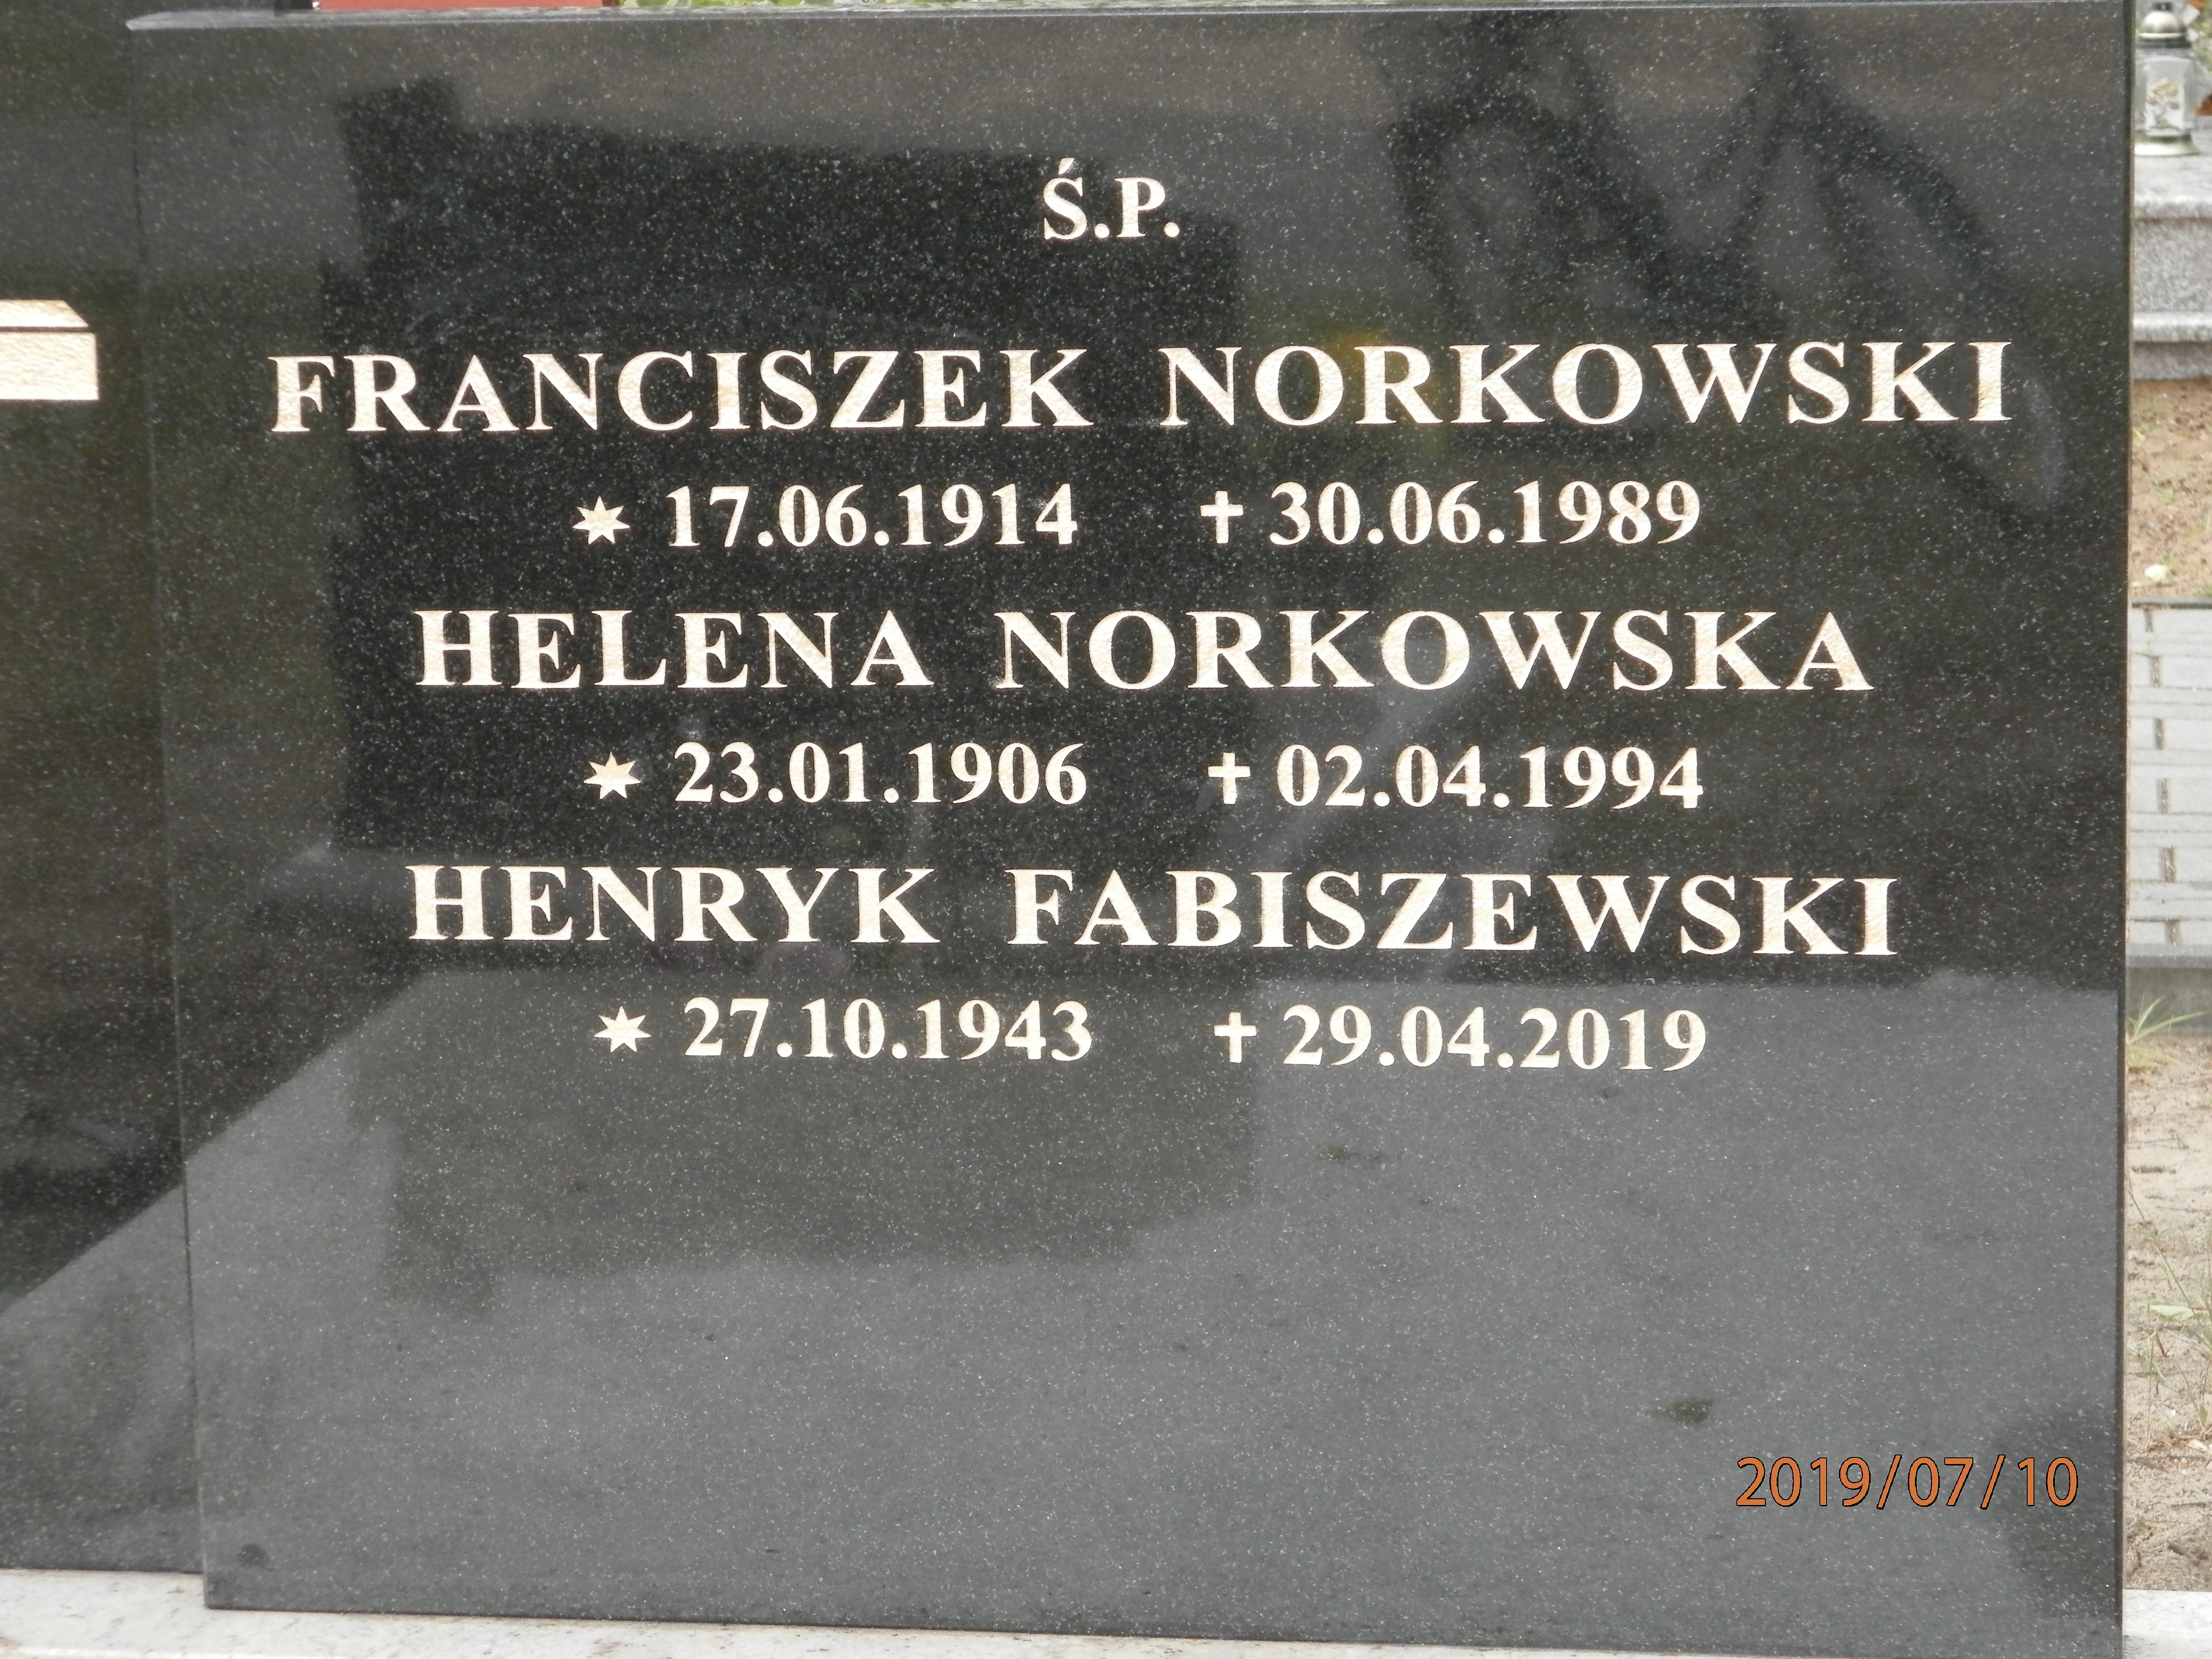 Ś.P.
FRANCISZEK NORKOWSKI
✶ 17.06.1914 ✝ 30.06.1989
HELENA NORKOWSKA
✶ 23.01.1906 ✝ 02.04.1994
HENRYK FABISZEWSKI
✶ 27.10.1943 ✝ 29.04.2019
2019/07/10